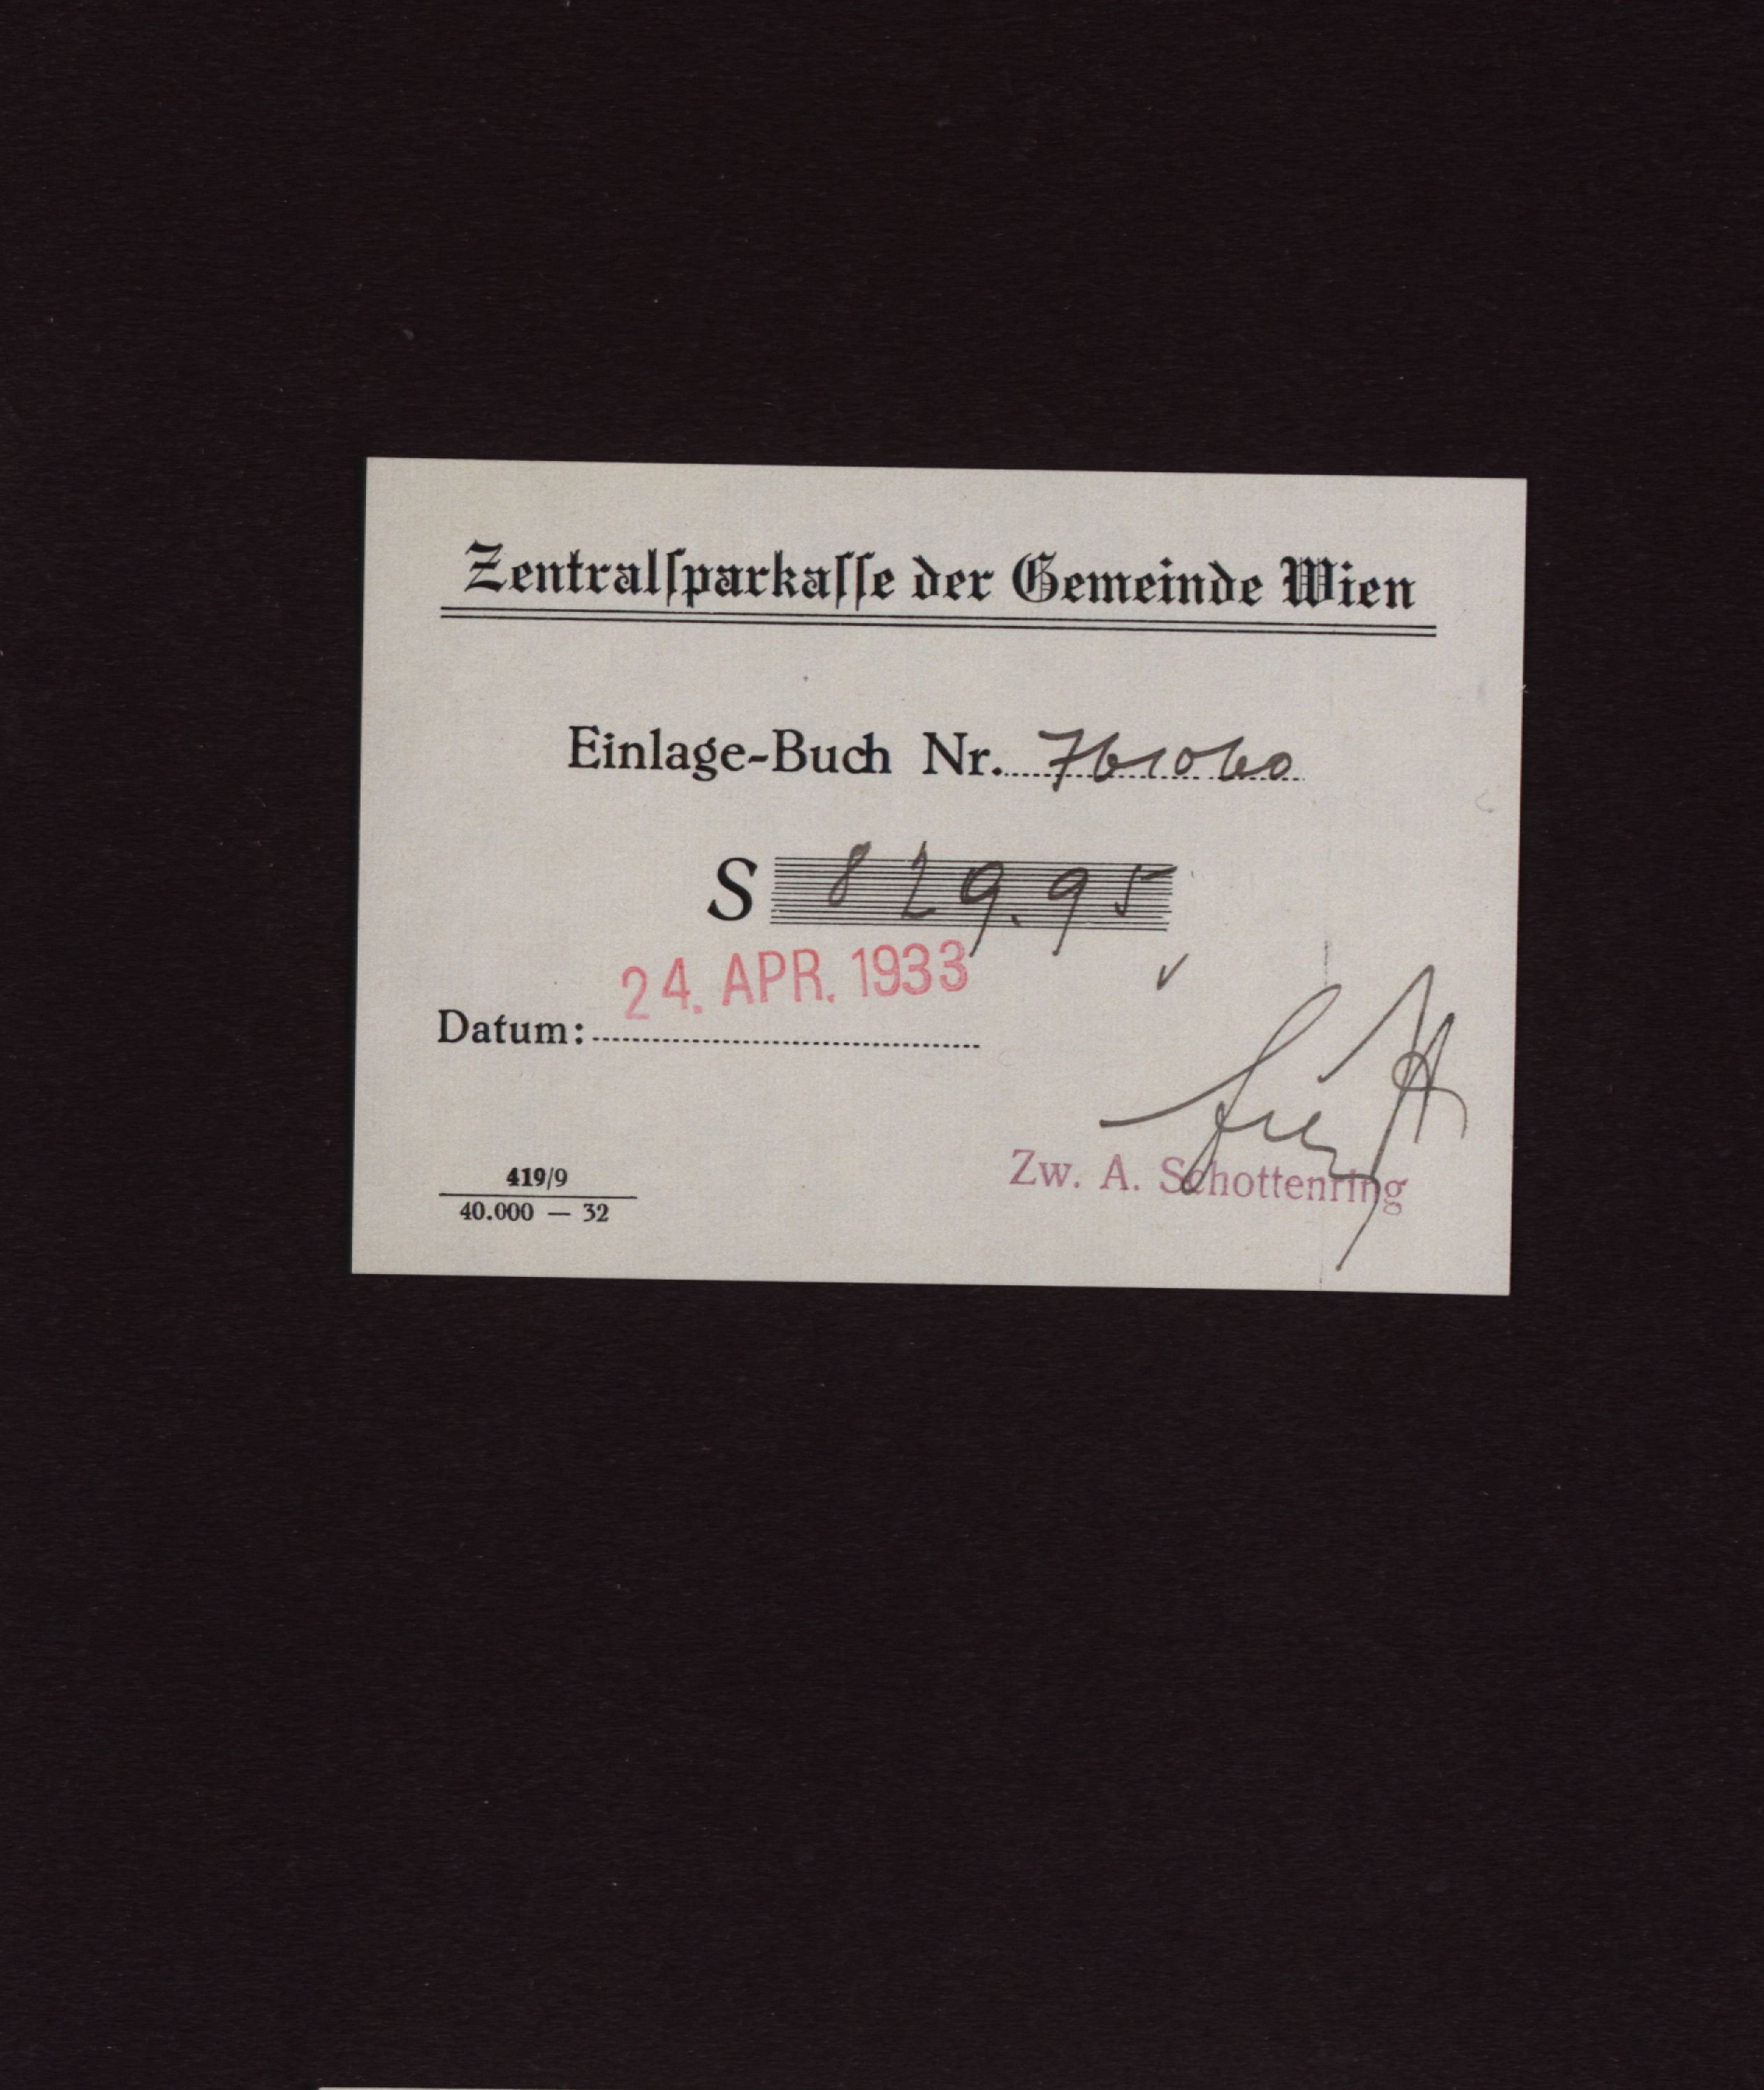 Zentralſparkaſſe der Gemeinde Wien
Einlage-Buch Nr. 761060
S 829.95
24. APR. 1933
Datum:
Zw. A. Schottenring
419/9
40.000 — 32